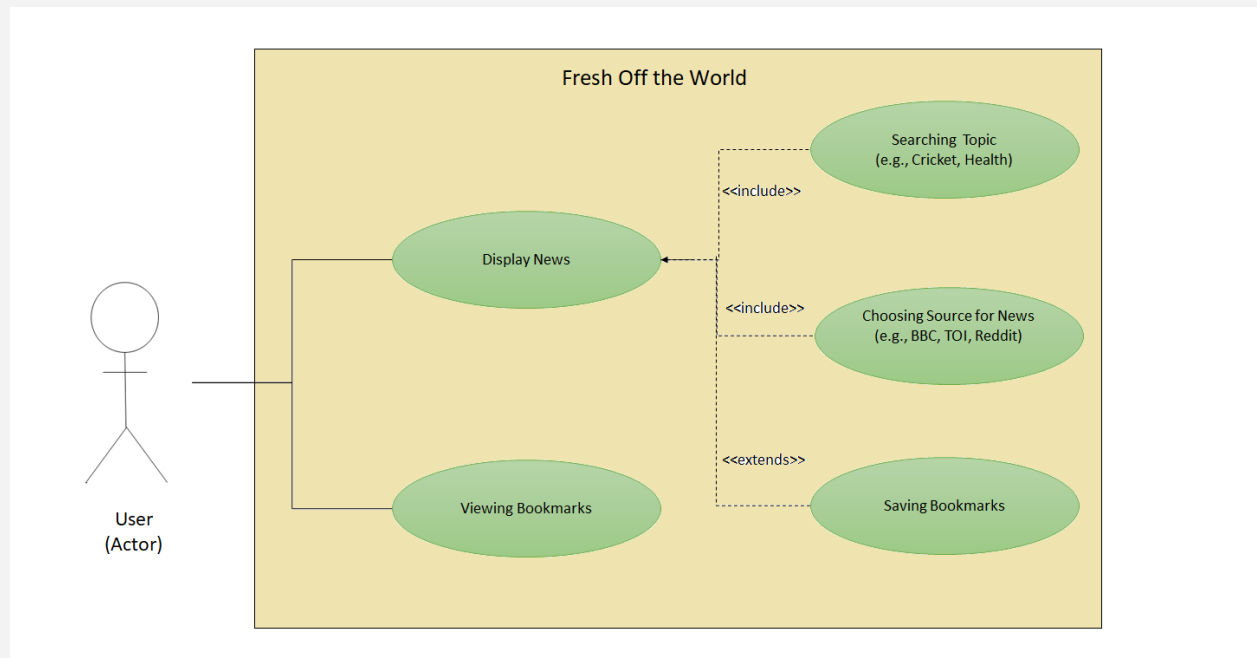 Fresh Off the World
Searching Topic
(e.g., Cricket, Health)
<<include>>
Display News
<<include>>
Choosing Source for News
(e.g., BBC, TOI, Reddit)
<<extends>>
Viewing Bookmarks
Saving Bookmarks
User
(Actor)